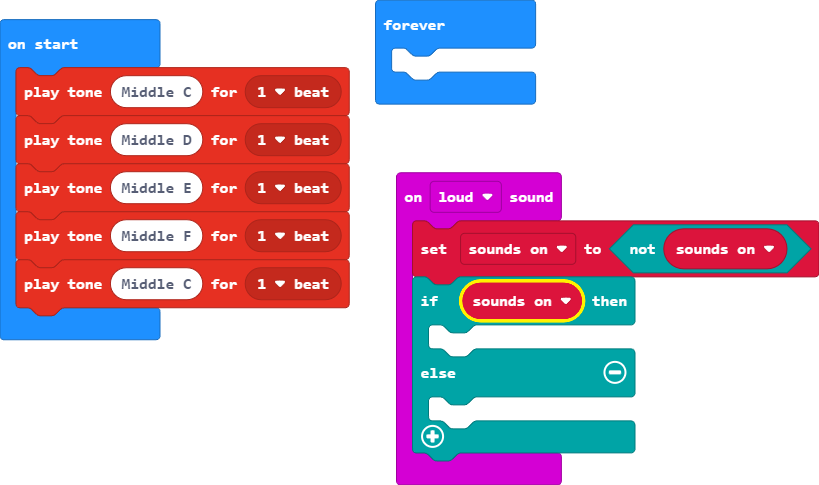 on start
play tone Middle C for 1 beat
play tone Middle D for 1 beat
play tone Middle E for 1 beat
play tone Middle F for 1 beat
play tone Middle C for 1 beat
forever
on loud sound
set sounds on to not sounds on
if sounds on then
else